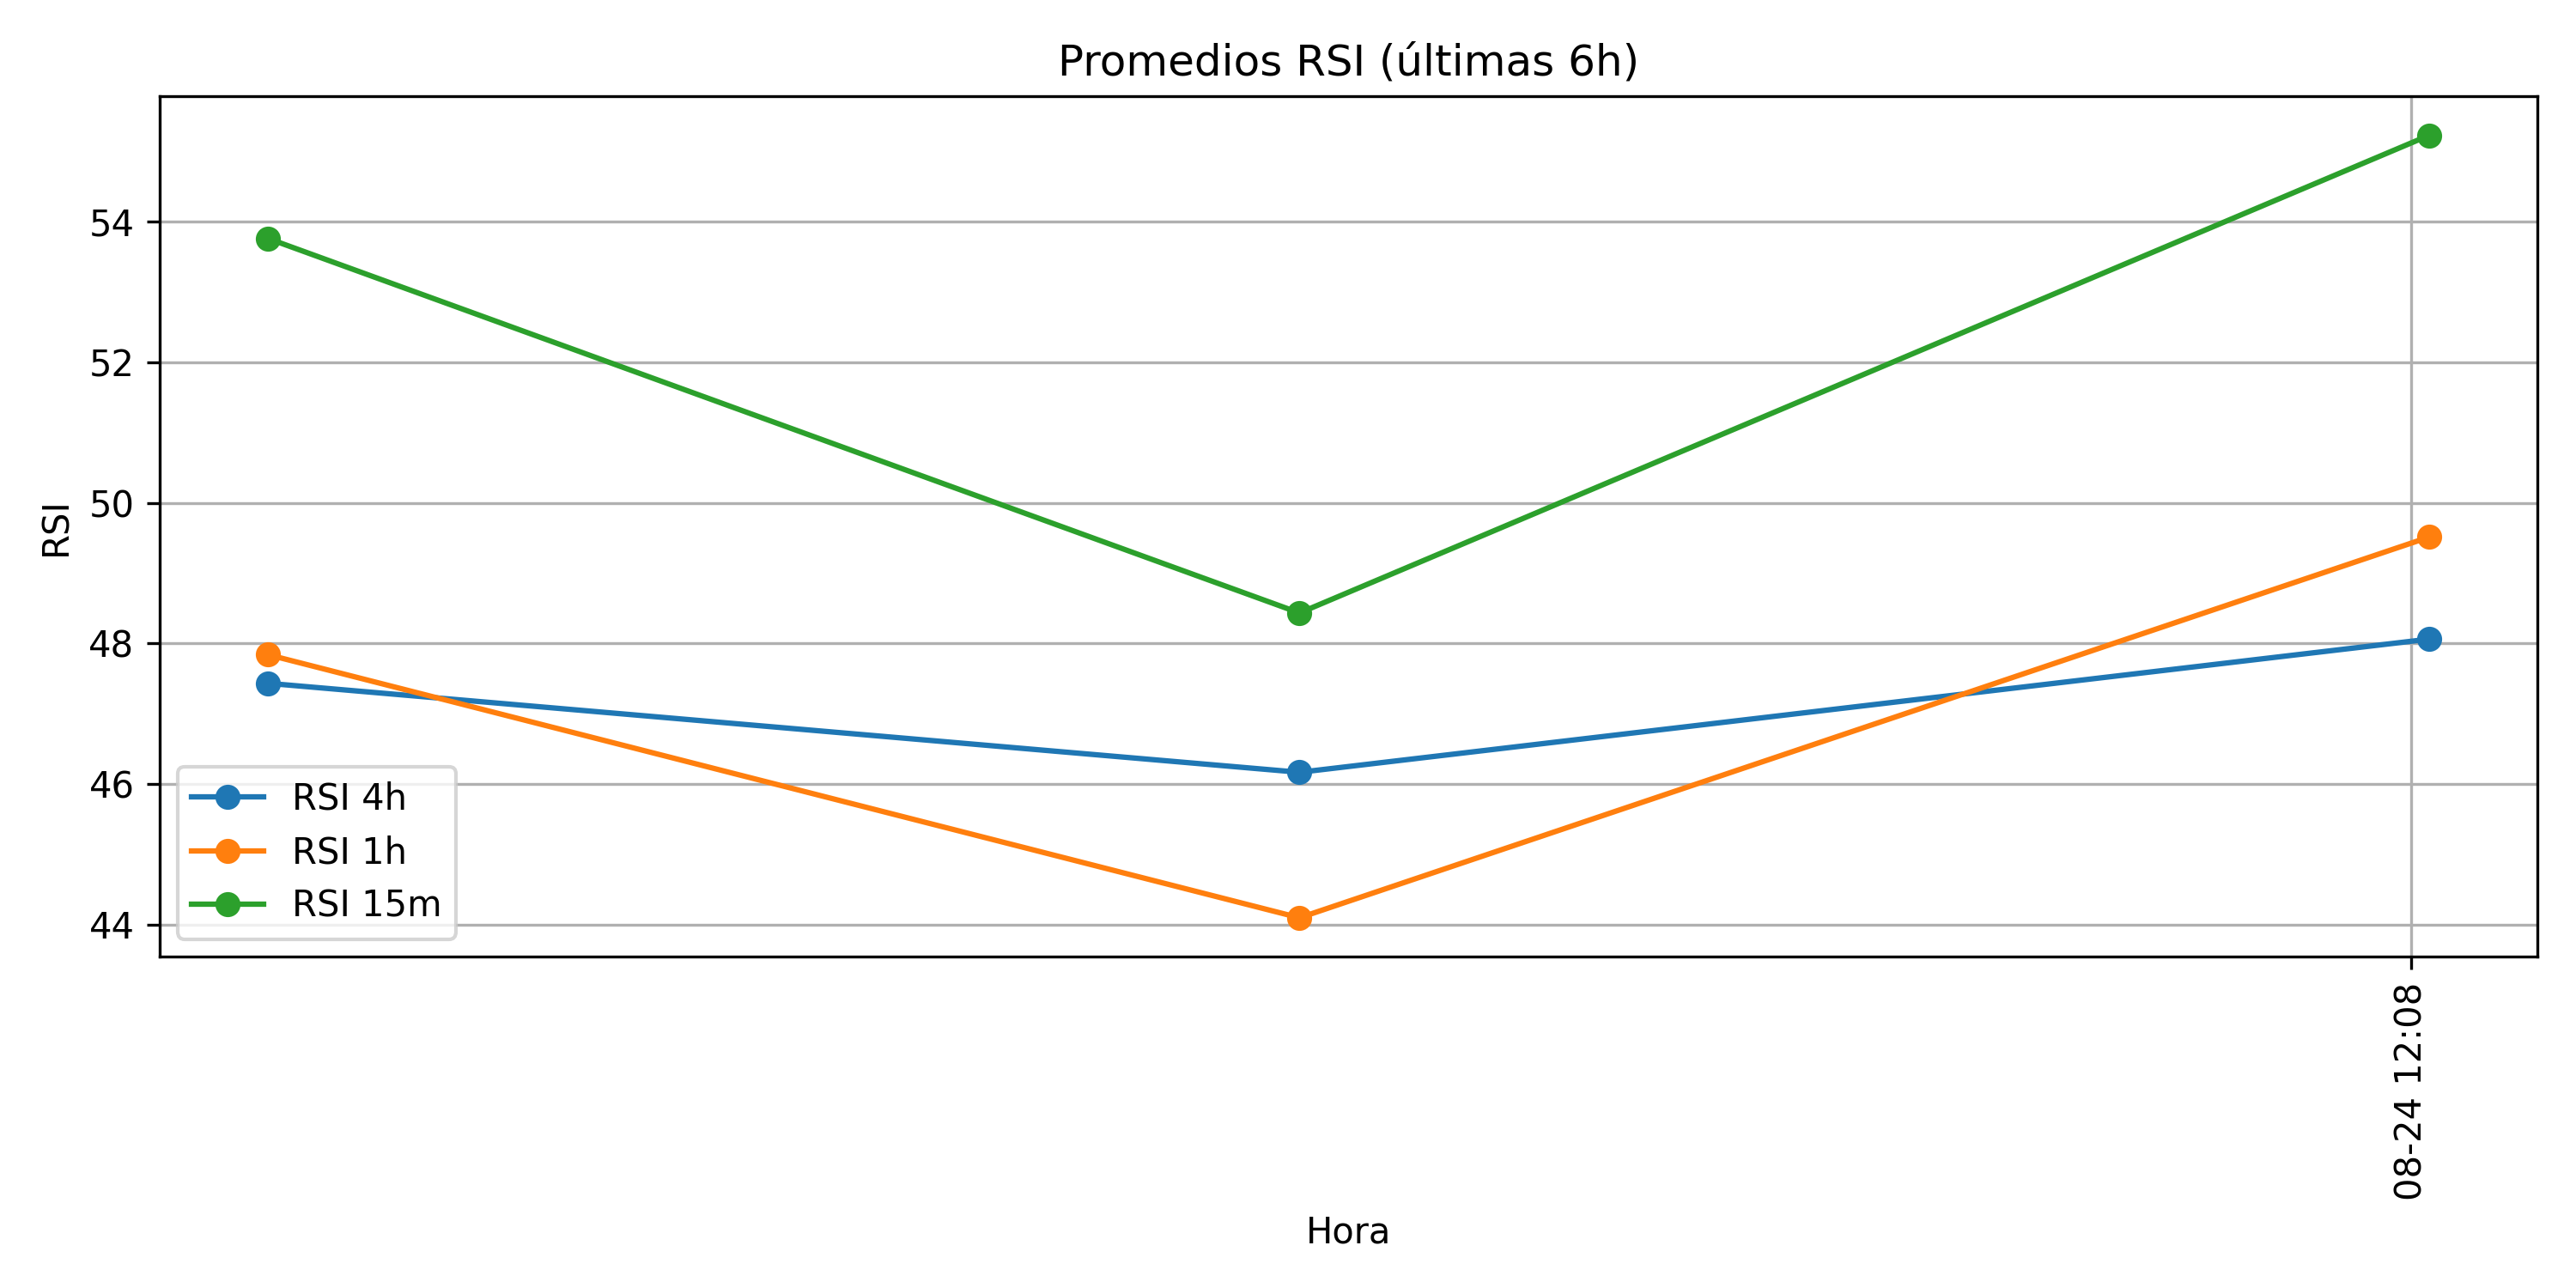 Promedios RSI (últimas 6h)
RSI
54
52
50
48
46
44
RSI 4h
RSI 1h
RSI 15m
08-24 12:08
Hora